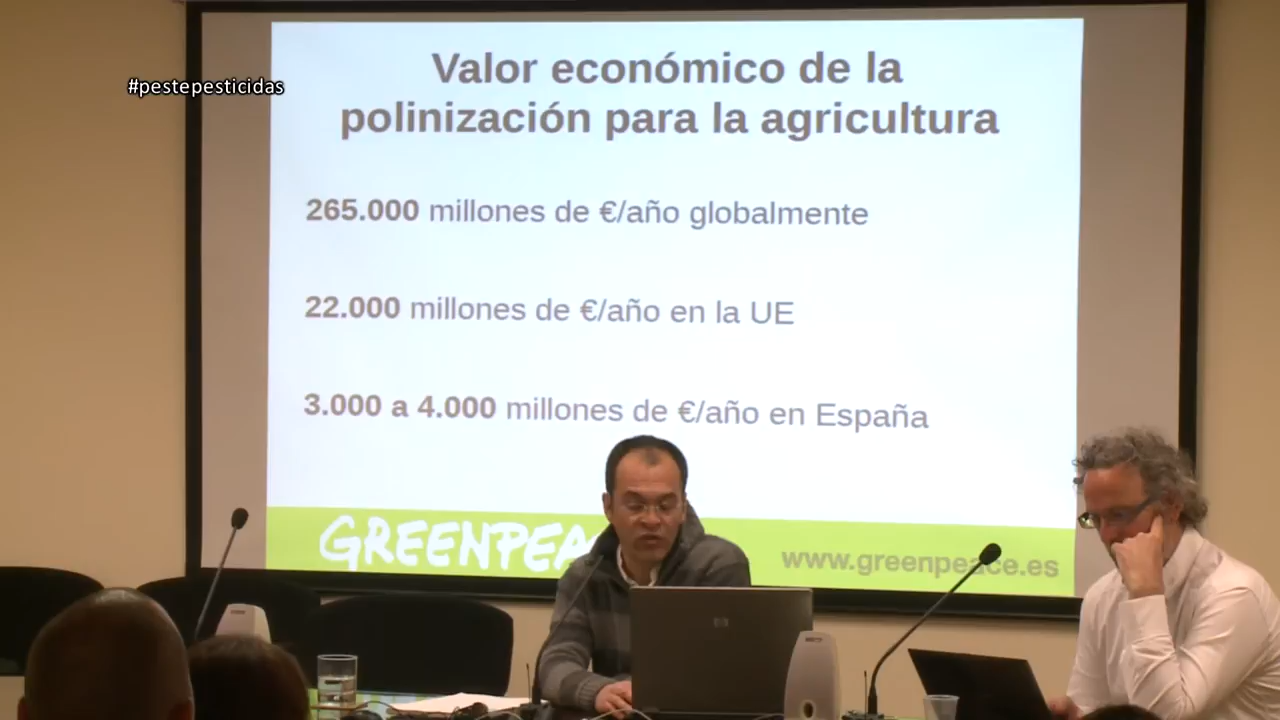 #pestepesticidas
Valor económico de la
polinización para la agricultura
265.000 millones de €/año globalmente
22.000 millones de €/año en la UE
3.000 a 4.000 millones de €/año en España
GREENPEA
www.greenpeace.es
hp